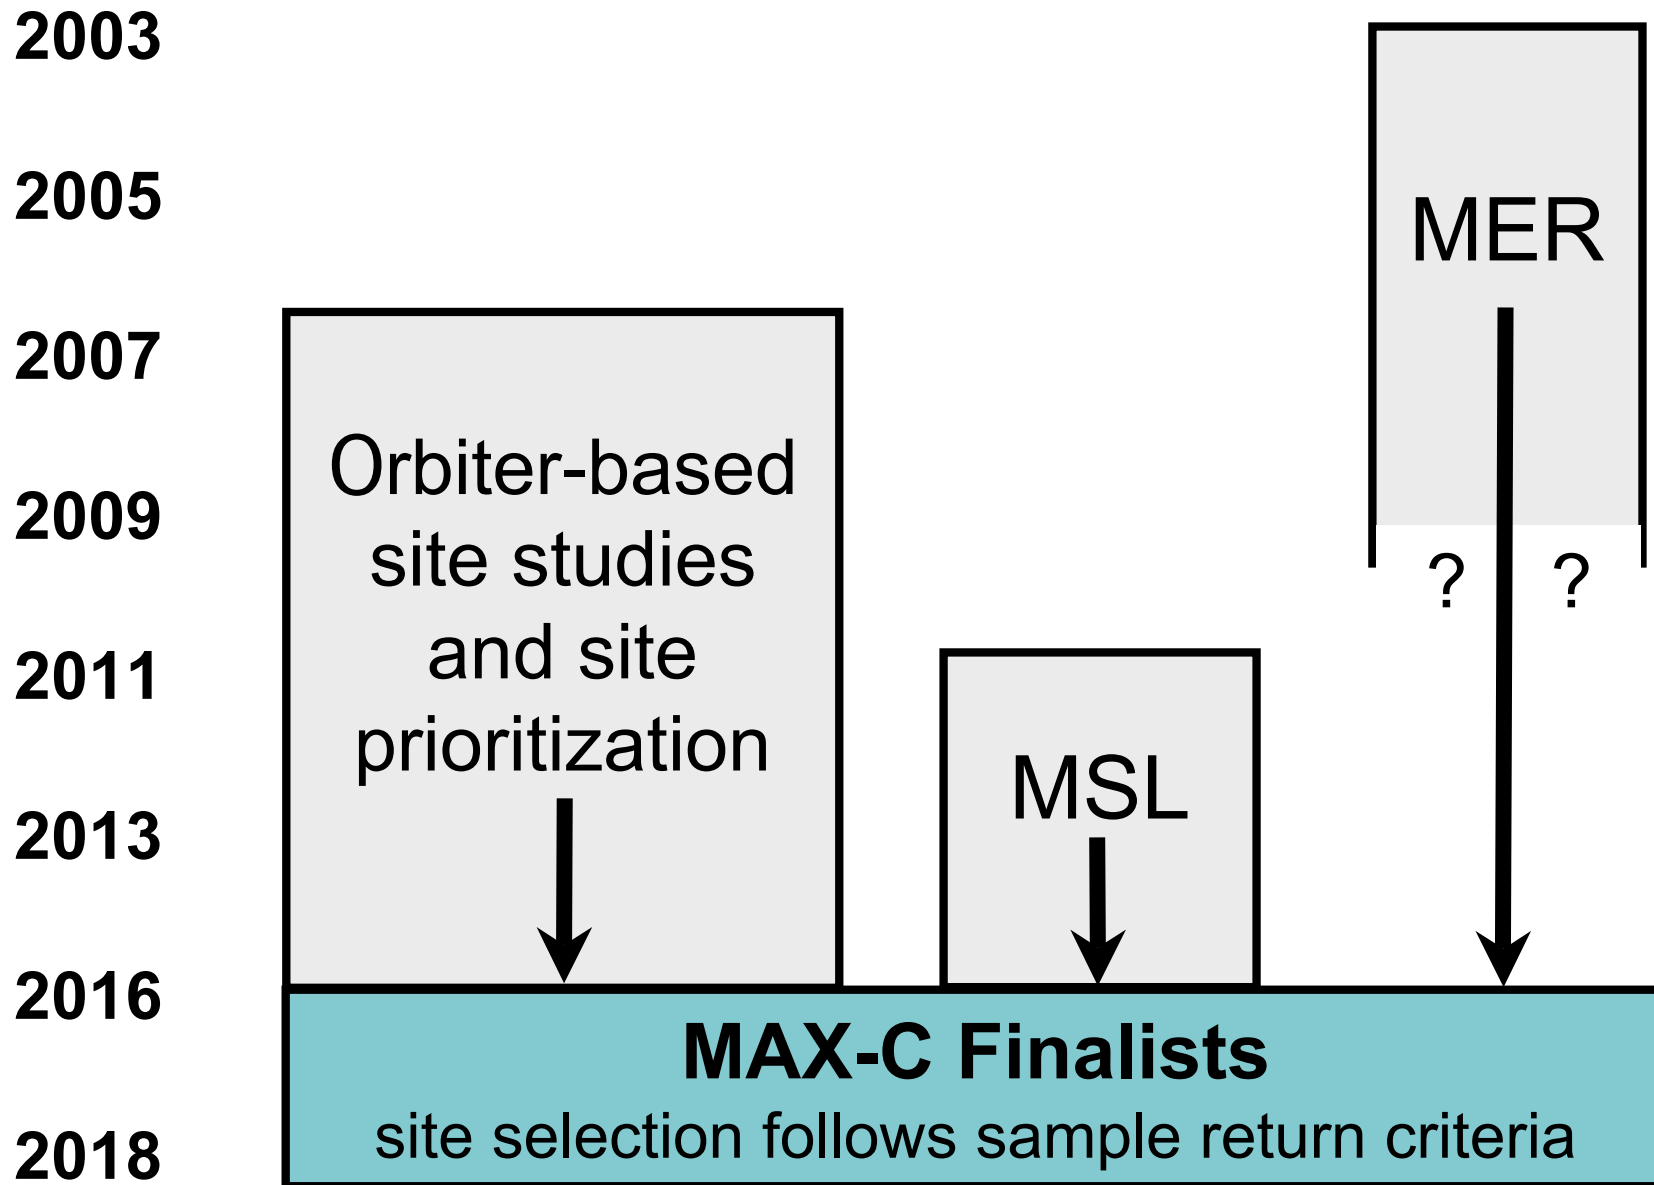 2003
2005
2007
2009
2011
2013
2016
2018
Orbiter-based
site studies
and site
prioritization
MSL
MER
? ?
MAX-C Finalists
site selection follows sample return criteria